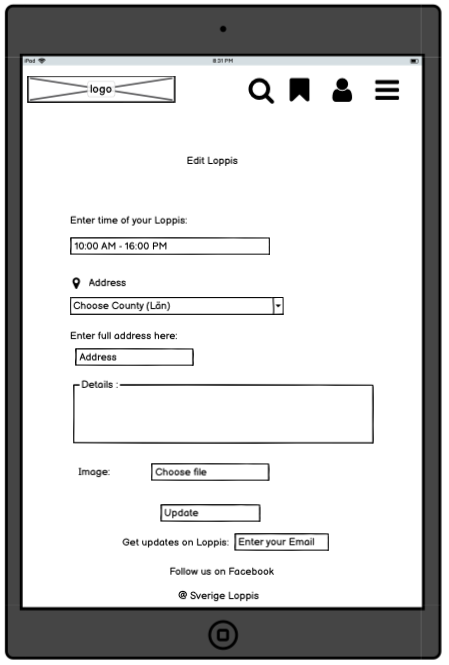 iPad
8:31 PM
logo
Edit Loppis
Enter time of your Loppis:
10:00 AM - 16:00 PM
Address
Choose County (Län)
Enter full address here:
Address
Details :
Image:
Choose file
Update
Get updates on Loppis:
Enter your Email
Follow us on Facebook
@ Sverige Loppis